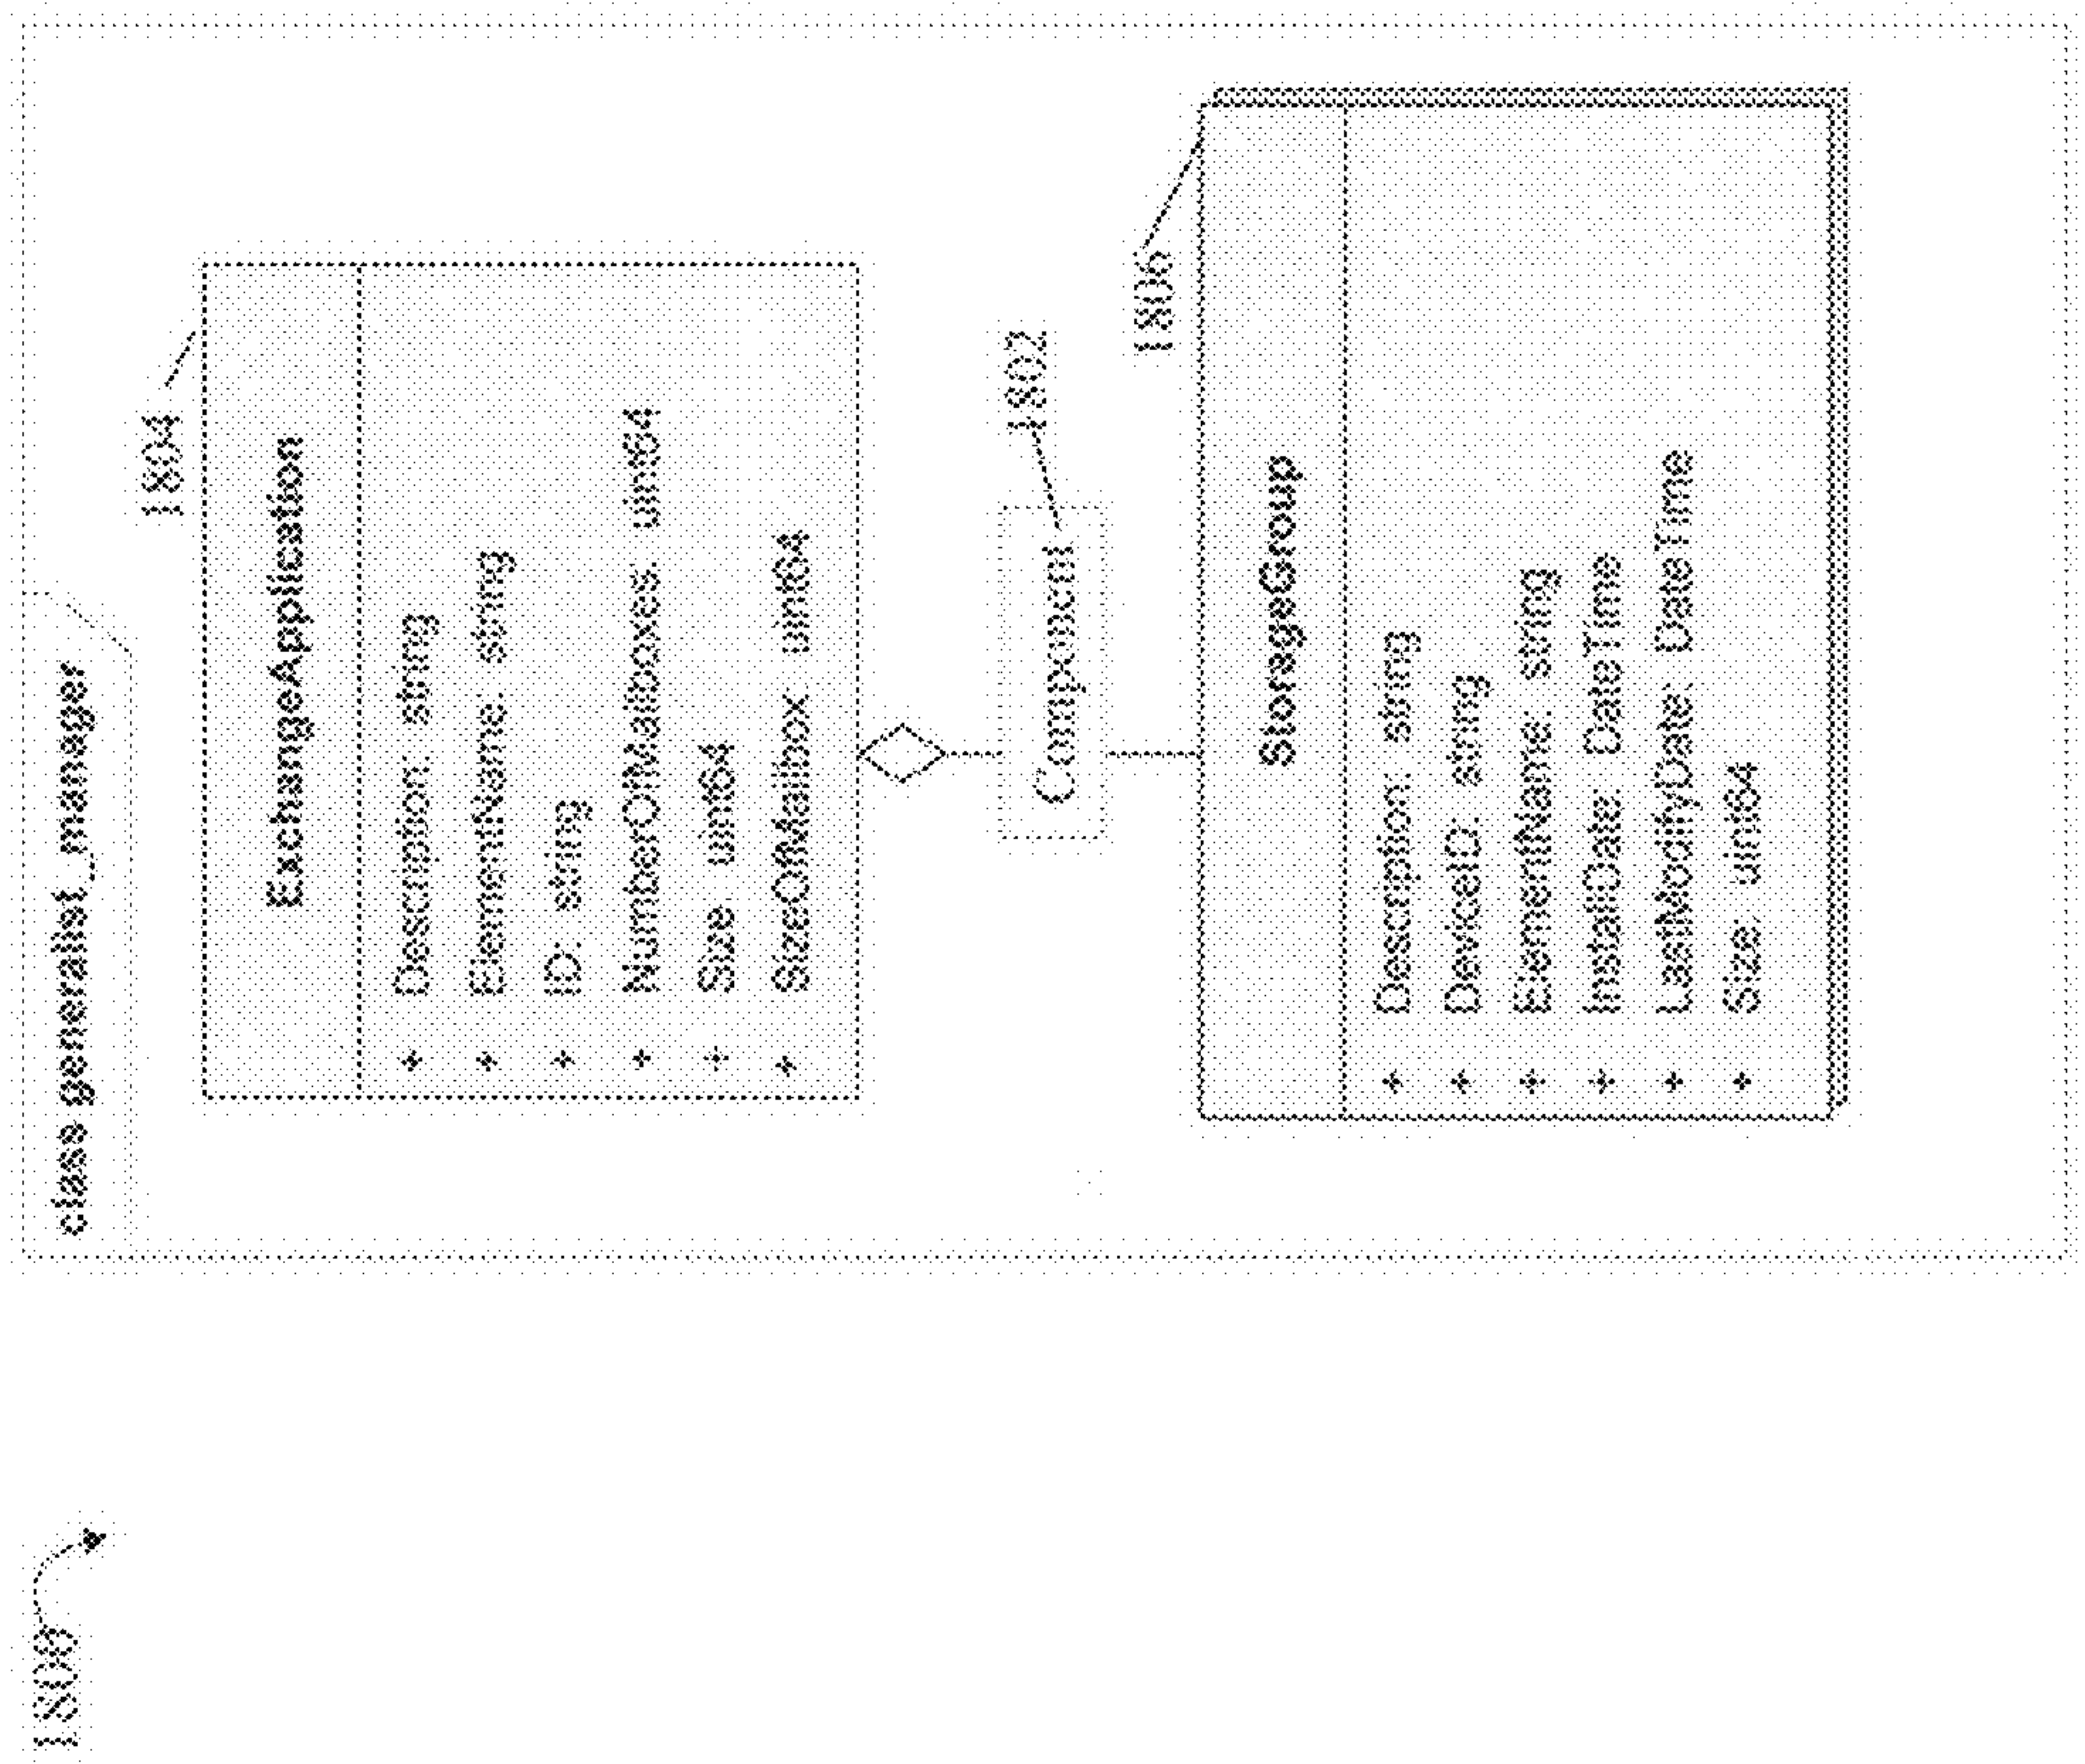 1800
class generalist_manager
1804
ExchangeApplication
+ Description: string
+ ElementName: string
+ ID: string
+ NumberOfMailboxes: uint64
+ Size: uint64
+ SizeOfMailbox: uint64
1802
Component
1806
StorageGroup
+ Description: string
+ DeviceID: string
+ ElementName: string
+ InstallDate: DateTime
+ LastModifyDate: DateTime
+ Size: uint64